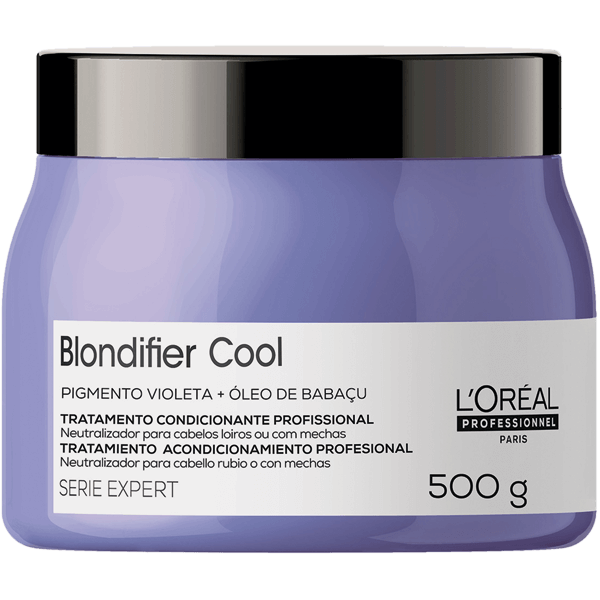 Blondifier Cool
PIGMENTO VIOLETA + ÓLEO DE BABAÇU
TRATAMENTO CONDICIONANTE PROFISSIONAL
Neutralizador para cabelos loiros ou com mechas
TRATAMIENTO ACONDICIONAMIENTO PROFESIONAL
Neutralizador para cabello rubio o con mechas
SERIE EXPERT
L'ORÉAL
PROFESSIONNEL
PARIS
500 g